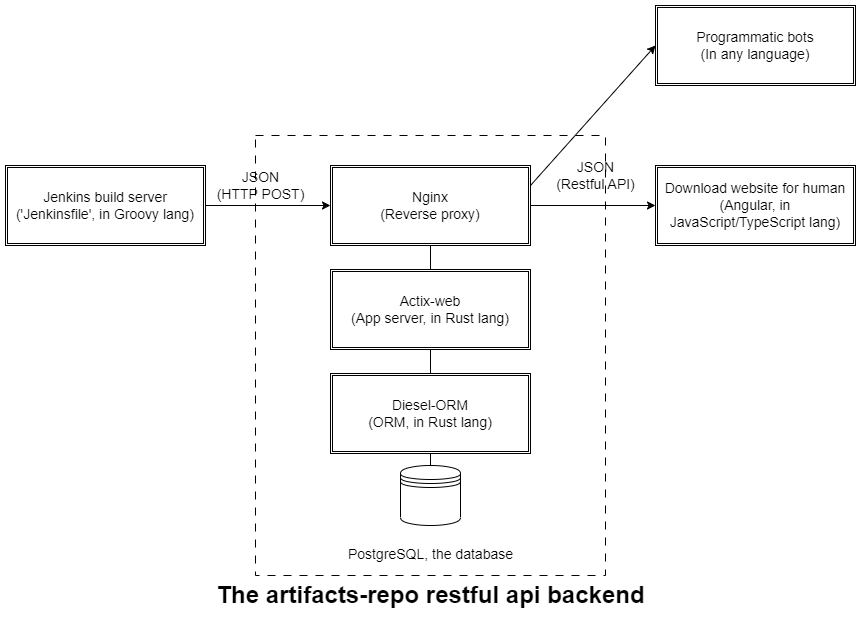 Programmatic bots
(In any language)
JSON
(HTTP POST)
JSON
(Restful API)
Jenkins build server
('Jenkinsfile', in Groovy lang)
Nginx
(Reverse proxy)
Download website for human
(Angular, in
JavaScript/TypeScript lang)
Actix-web
(App server, in Rust lang)
Diesel-ORM
(ORM, in Rust lang)
PostgreSQL, the database
The artifacts-repo restful api backend